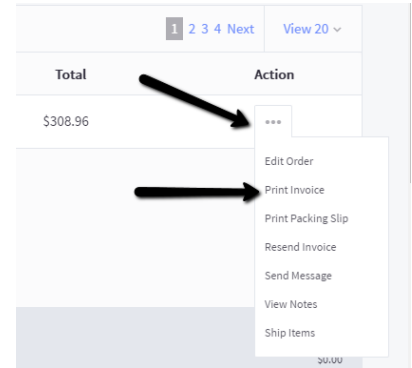 1 2 3 4 Next View 20
Total Action
$308.96
Edit Order
Print Invoice
Print Packing Slip
Resend Invoice
Send Message
View Notes
Ship Items
$0.00